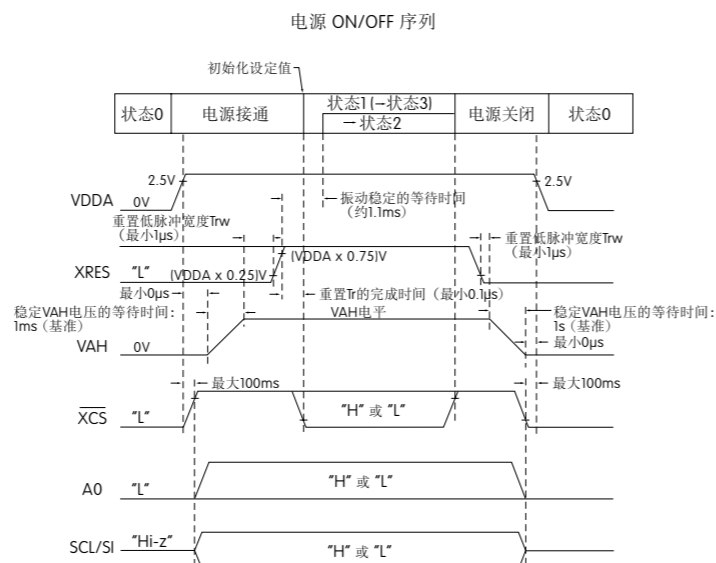 电源 ON/OFF 序列
初始化设定值
状态0
电源接通
状态1 (→状态3)
→状态2
电源关闭
状态0
2.5V
2.5V
VDDA
0V
振动稳定的等待时间
(约1.1ms)
重置低脉冲宽度Trw
(最小1μs)
重置低脉冲宽度Trw
(最小1μs)
XRES
"L"
(VDDA x 0.25)V
(VDDA x 0.75)V
最小0μs
重置Tr的完成时间(最小0.1μs)
稳定VAH电压的等待时间:
1ms (基准)
VAH电平
稳定VAH电压的等待时间:
1s (基准)
VAH
0V
最小0μs
最大100ms
最大100ms
XCS
"L"
"H" 或 "L"
A0
"L"
"H" 或 "L"
SCL/SI
"Hi-z"
"H" 或 "L"